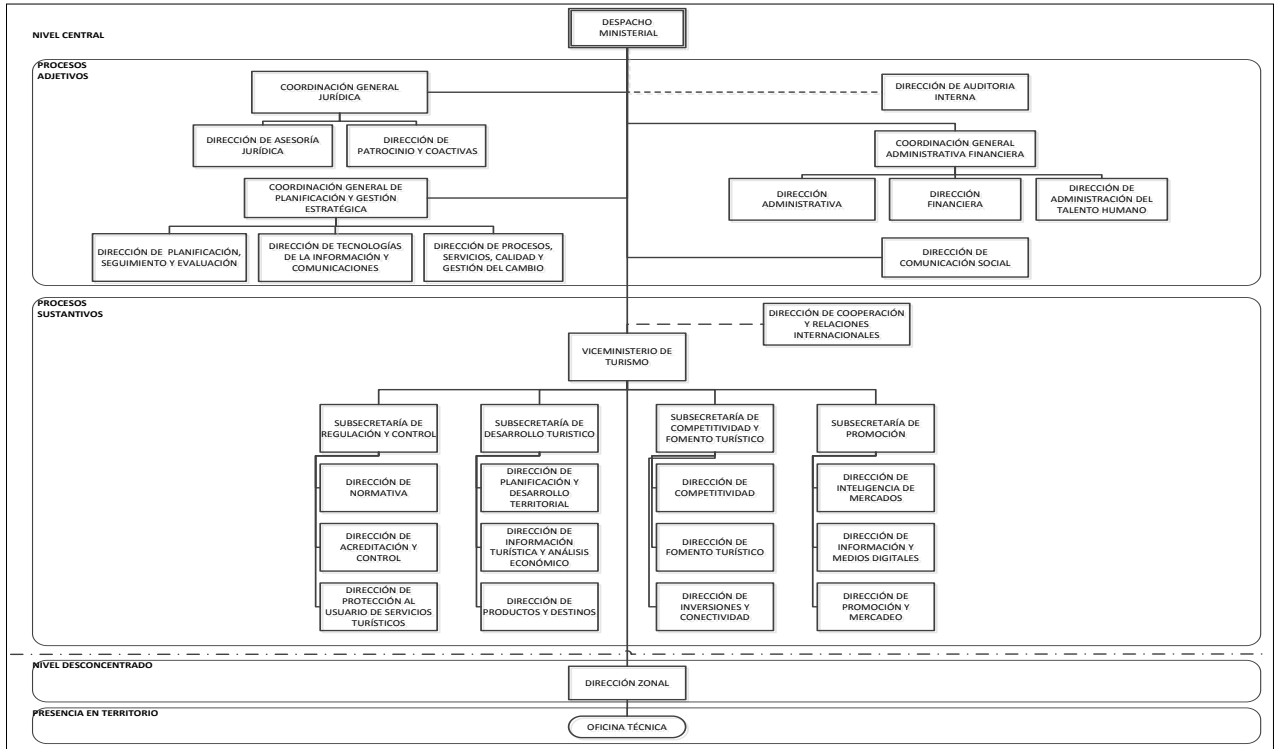 DESPACHO
MINISTERIAL
NIVEL CENTRAL
PROCESOS
ADJETIVOS
COORDINACIÓN GENERAL
JURÍDICA
DIRECCIÓN DE AUDITORIA
INTERNA
DIRECCIÓN DE ASESORÍA
JURÍDICA
DIRECCIÓN DE
PATROCINIO Y COACTIVAS
COORDINACIÓN GENERAL
ADMINISTRATIVA FINANCIERA
COORDINACIÓN GENERAL DE
PLANIFICACIÓN Y GESTIÓN
ESTRATÉGICA
DIRECCIÓN
ADMINISTRATIVA
DIRECCIÓN
FINANCIERA
DIRECCIÓN DE
ADMINISTRACIÓN DEL
TALENTO HUMANO
DIRECCIÓN DE PLANIFICACIÓN,
SEGUIMIENTO Y EVALUACIÓN
DIRECCIÓN DE TECNOLOGÍAS
DE LA INFORMACIÓN Y
COMUNICACIONES
DIRECCIÓN DE PROCESOS,
SERVICIOS, CALIDAD Y
GESTIÓN DEL CAMBIO
DIRECCIÓN DE
COMUNICACIÓN SOCIAL
PROCESOS
SUSTANTIVOS
DIRECCIÓN DE COOPERACIÓN
Y RELACIONES
INTERNACIONALES
VICEMINISTERIO DE
TURISMO
SUBSECRETARÍA DE
REGULACIÓN Y CONTROL
SUBSECRETARÍA DE
DESARROLLO TURISTICO
SUBSECRETARÍA DE
COMPETITIVIDAD Y
FOMENTO TURÍSTICO
SUBSECRETARÍA DE
PROMOCIÓN
DIRECCIÓN DE
NORMATIVA
DIRECCIÓN DE
PLANIFICACIÓN Y
DESARROLLO
TERRITORIAL
DIRECCIÓN DE
COMPETITIVIDAD
DIRECCIÓN DE
INTELIGENCIA DE
MERCADOS
DIRECCIÓN DE
ACREDITACIÓN Y
CONTROL
DIRECCIÓN DE
INFORMACIÓN
TURÍSTICA Y ANÁLISIS
ECONÓMICO
DIRECCIÓN DE
FOMENTO TURÍSTICO
DIRECCIÓN DE
INFORMACIÓN Y
MEDIOS DIGITALES
DIRECCIÓN DE
PROTECCIÓN AL
USUARIO DE SERVICIOS
TURÍSTICOS
DIRECCIÓN DE
PRODUCTOS Y DESTINOS
DIRECCIÓN DE
INVERSIONES Y
CONECTIVIDAD
DIRECCIÓN DE
PROMOCIÓN Y
MERCADEO
NIVEL DESCONCENTRADO
DIRECCIÓN ZONAL
PRESENCIA EN TERRITORIO
OFICINA TÉCNICA